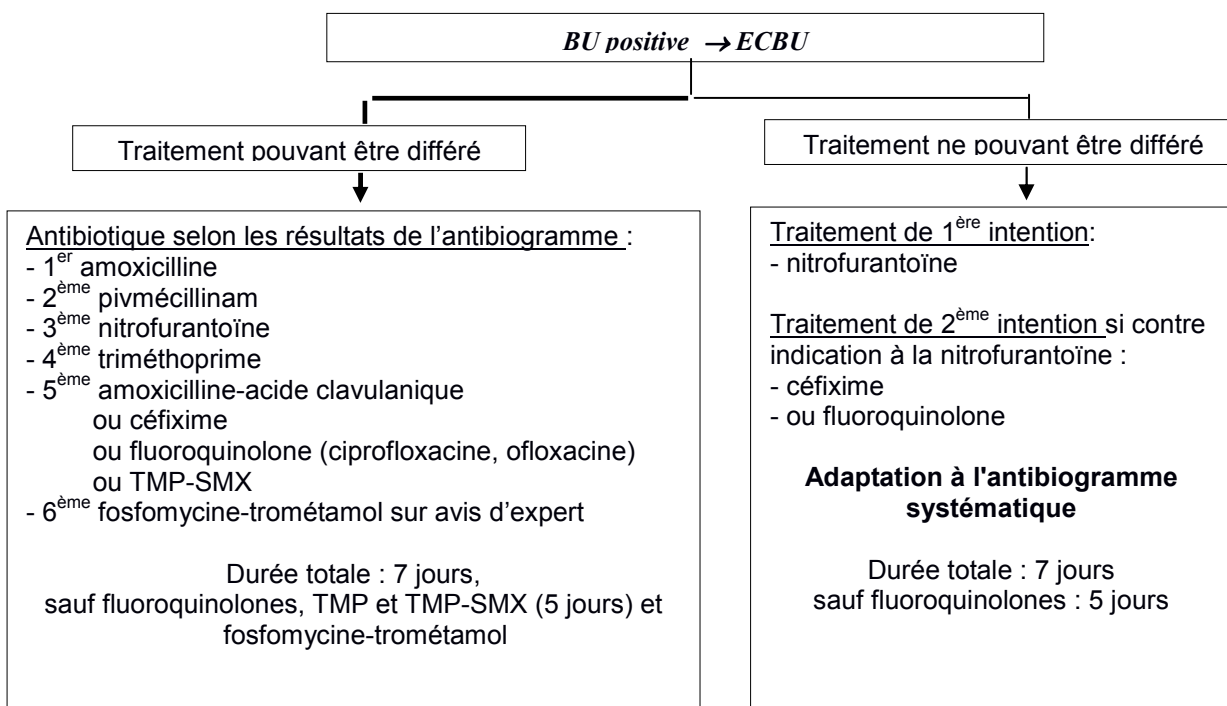 BU positive → ECBU
Traitement pouvant être différé
Antibiotique selon les résultats de l’antibiogramme :
- 1er amoxicilline
- 2ème pivmécillinam
- 3ème nitrofurantoïne
- 4ème triméthoprime
- 5ème amoxicilline-acide clavulanique
ou céfixime
ou fluoroquinolone (ciprofloxacine, ofloxacine)
ou TMP-SMX
- 6ème fosfomycine-trométamol sur avis d’expert
Durée totale : 7 jours,
sauf fluoroquinolones, TMP et TMP-SMX (5 jours) et
fosfomycine-trométamol
Traitement ne pouvant être différé
Traitement de 1ère intention:
- nitrofurantoïne
Traitement de 2ème intention si contre
indication à la nitrofurantoïne :
- céfixime
- ou fluoroquinolone
Adaptation à l'antibiogramme
systématique
Durée totale : 7 jours
sauf fluoroquinolones : 5 jours